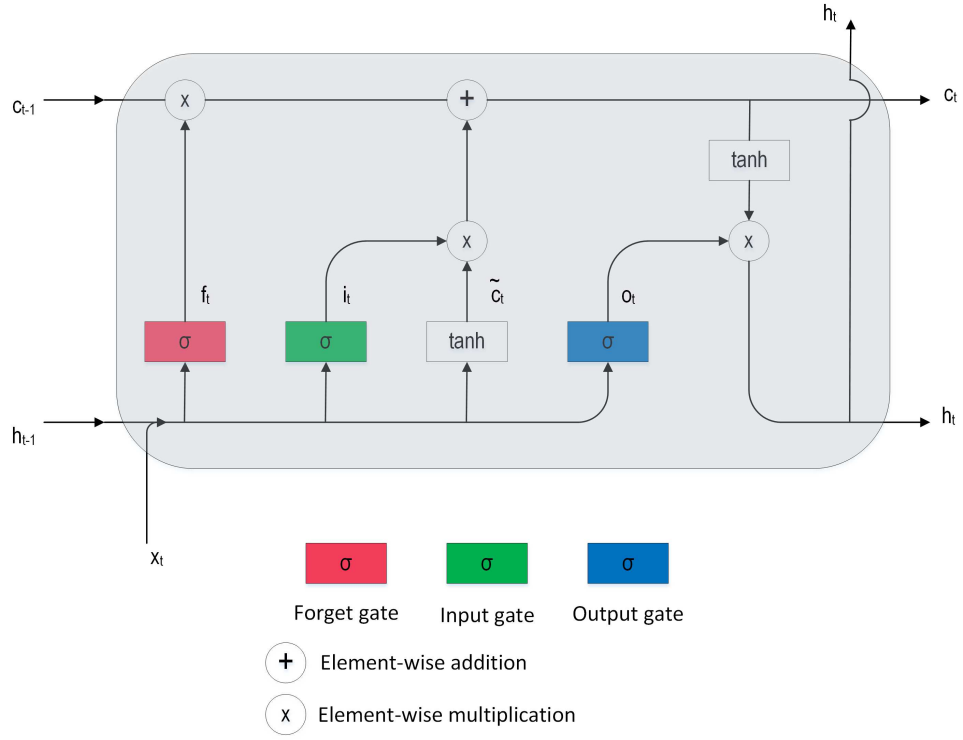 hₜ
cₜ₋₁ x + cₜ
tanh
x x
fₜ iₜ c̃ₜ oₜ
σ σ tanh σ
hₜ₋₁ hₜ
xₜ
σ σ σ
Forget gate Input gate Output gate
+ Element-wise addition
x Element-wise multiplication